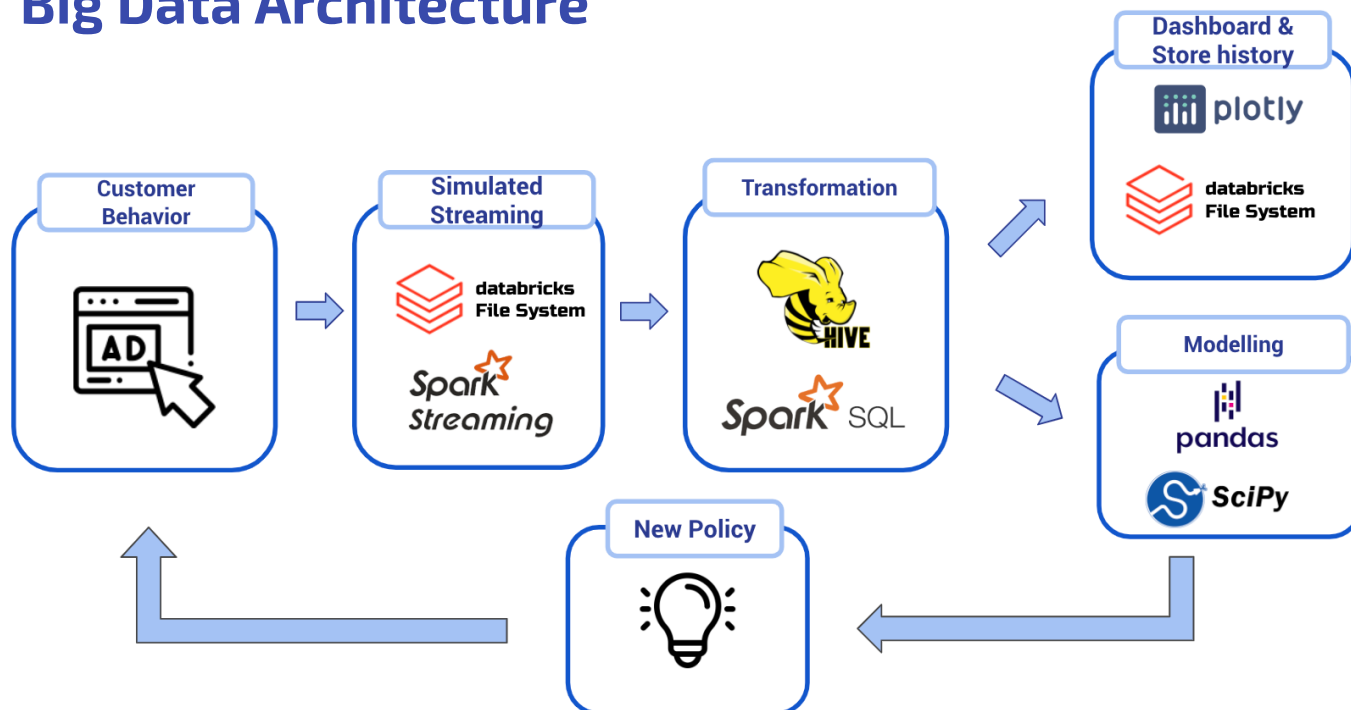 Big Data Architecture
Dashboard &
Store history
plotly
databricks
File System
Customer
Behavior
AD
Simulated
Streaming
databricks
File System
Spark
Streaming
Transformation
HIVE
Spark SQL
Modelling
pandas
SciPy
New Policy